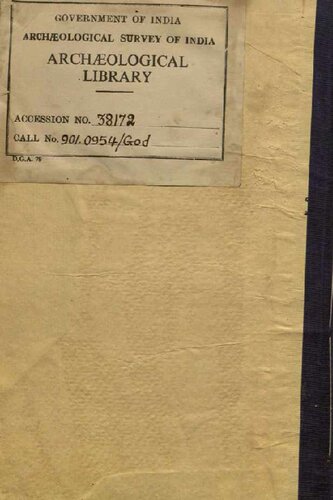 GOVERNMENT OF INDIA
ARCHÆOLOGICAL SURVEY OF INDIA
ARCHÆOLOGICAL
LIBRARY
ACCESSION NO. 38172
CALL No. 901.0954/God
D.G.A. 79